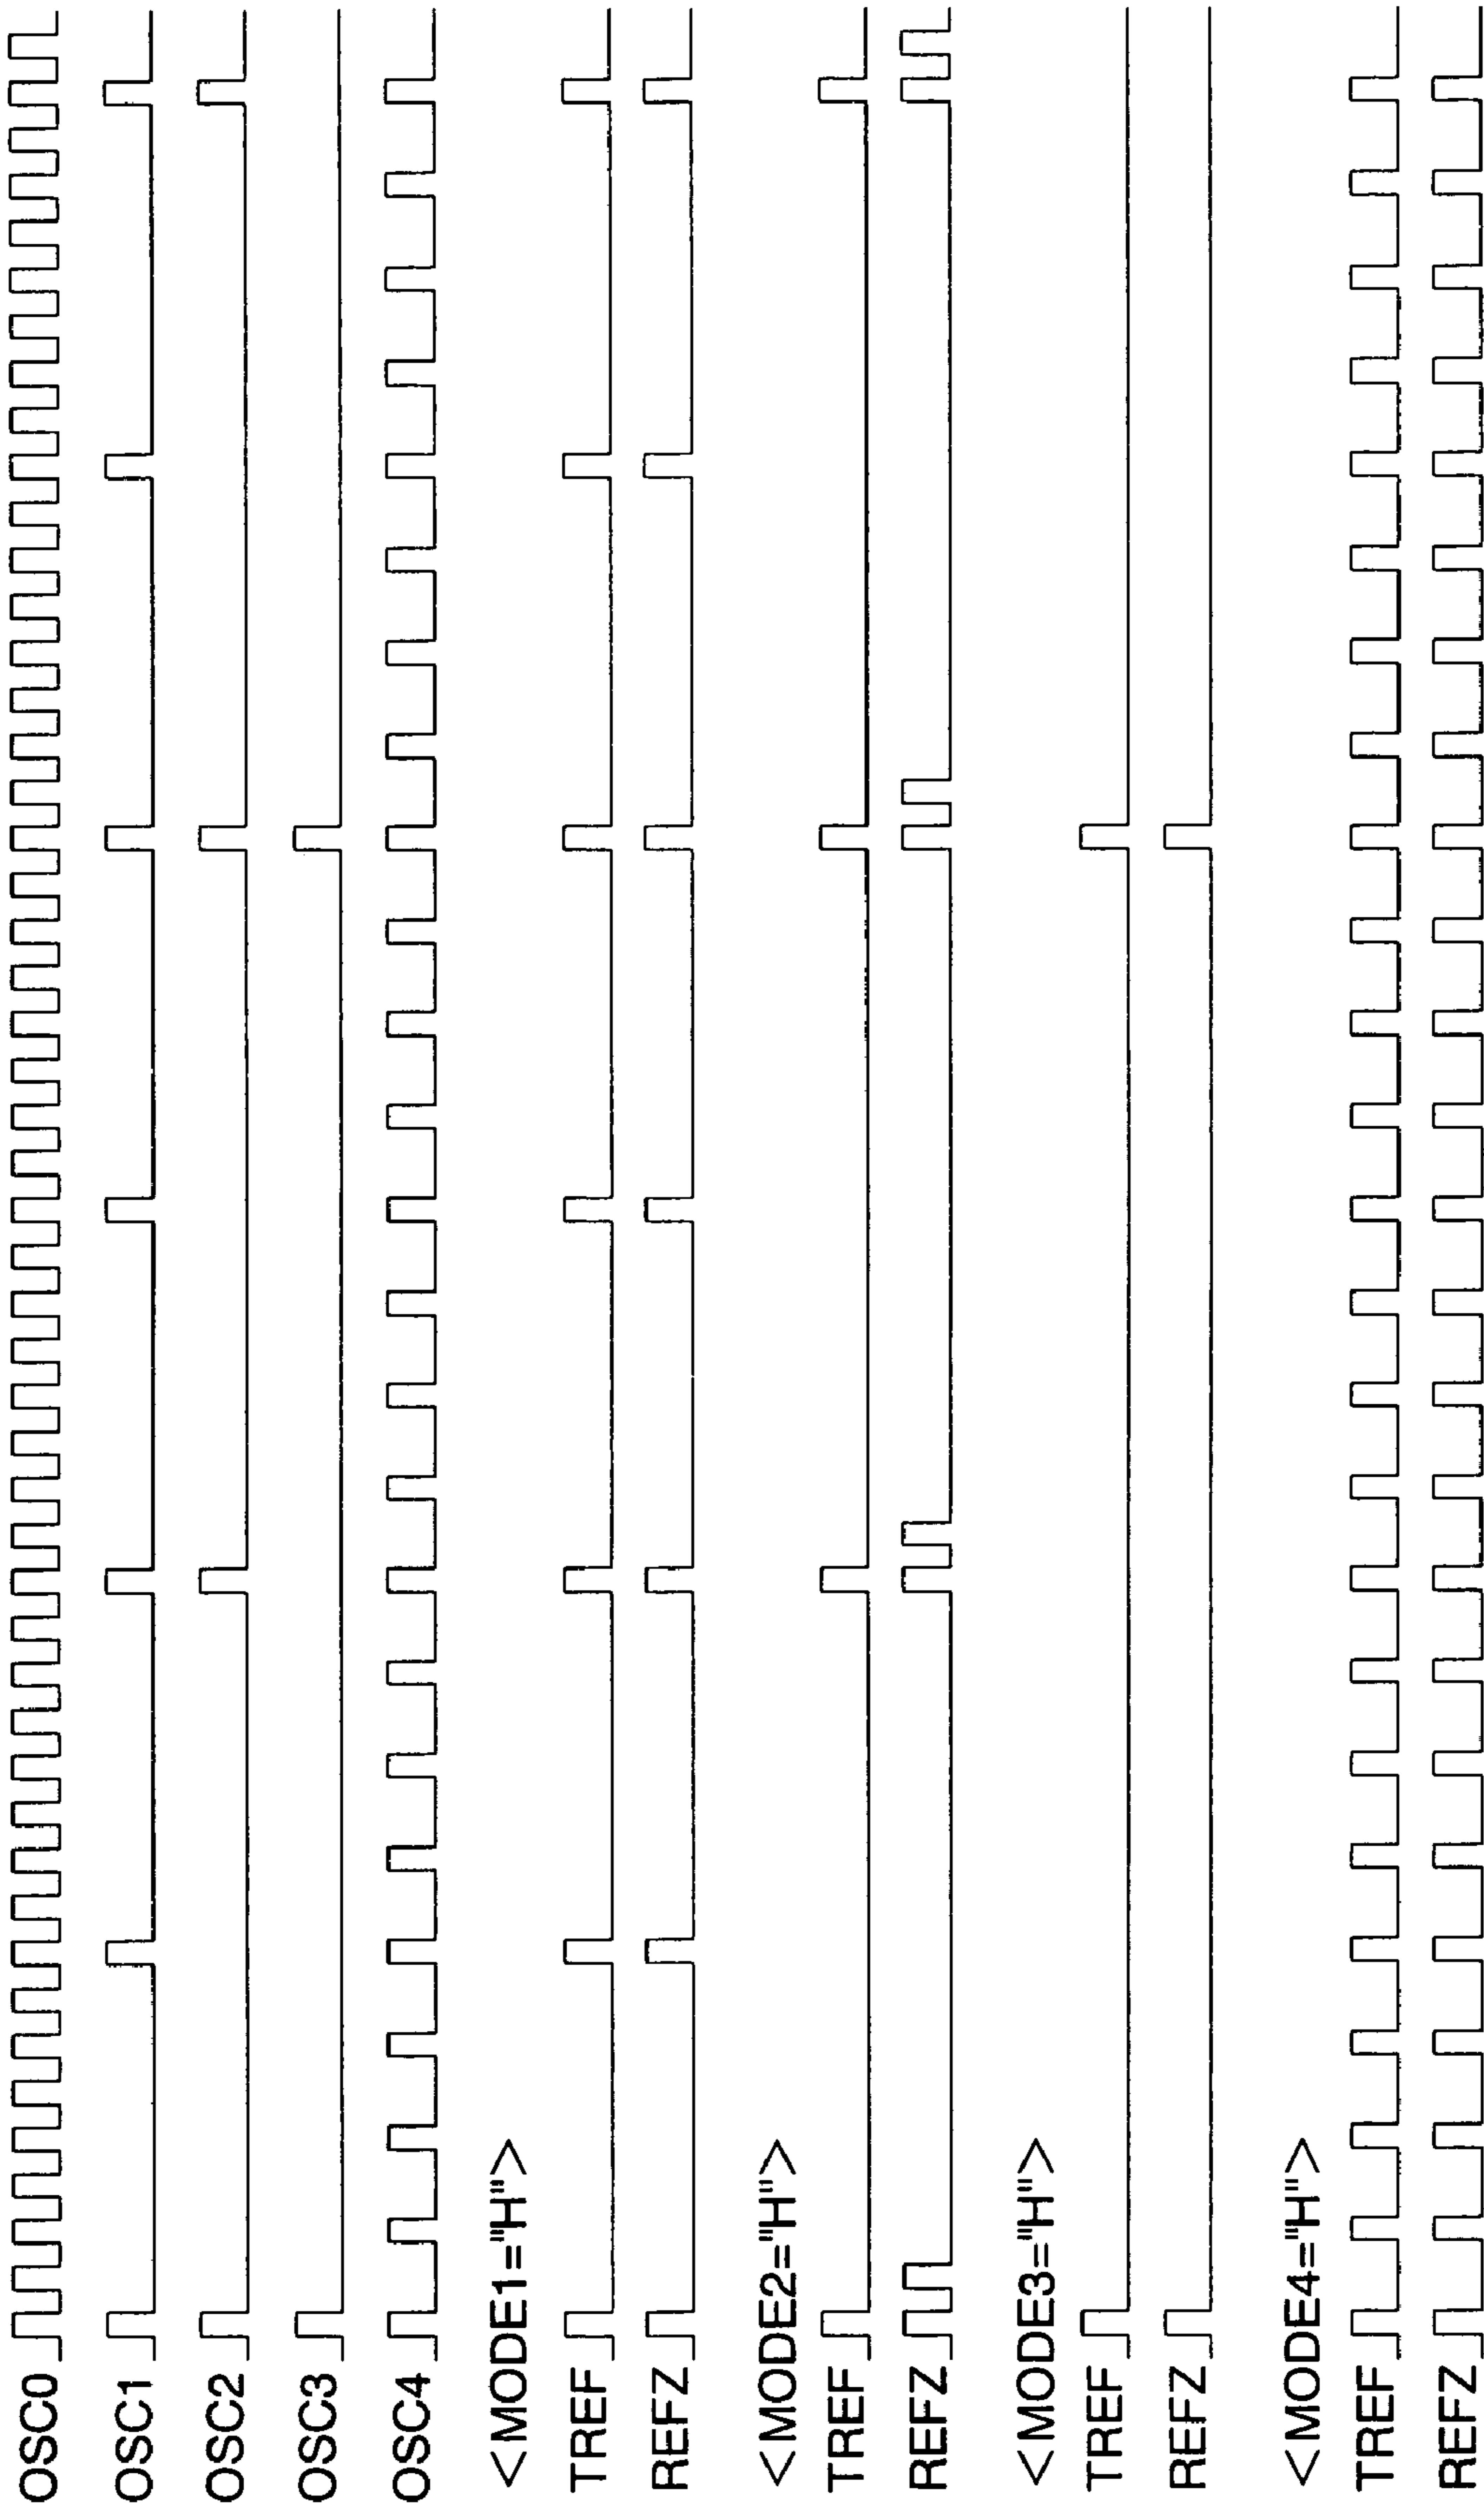 OSC0
OSC1
OSC2
OSC3
OSC4
<MODE1="H">
TREF
REFZ
<MODE2="H">
TREF
REFZ
<MODE3="H">
TREF
REFZ
<MODE4="H">
TREF
REFZ